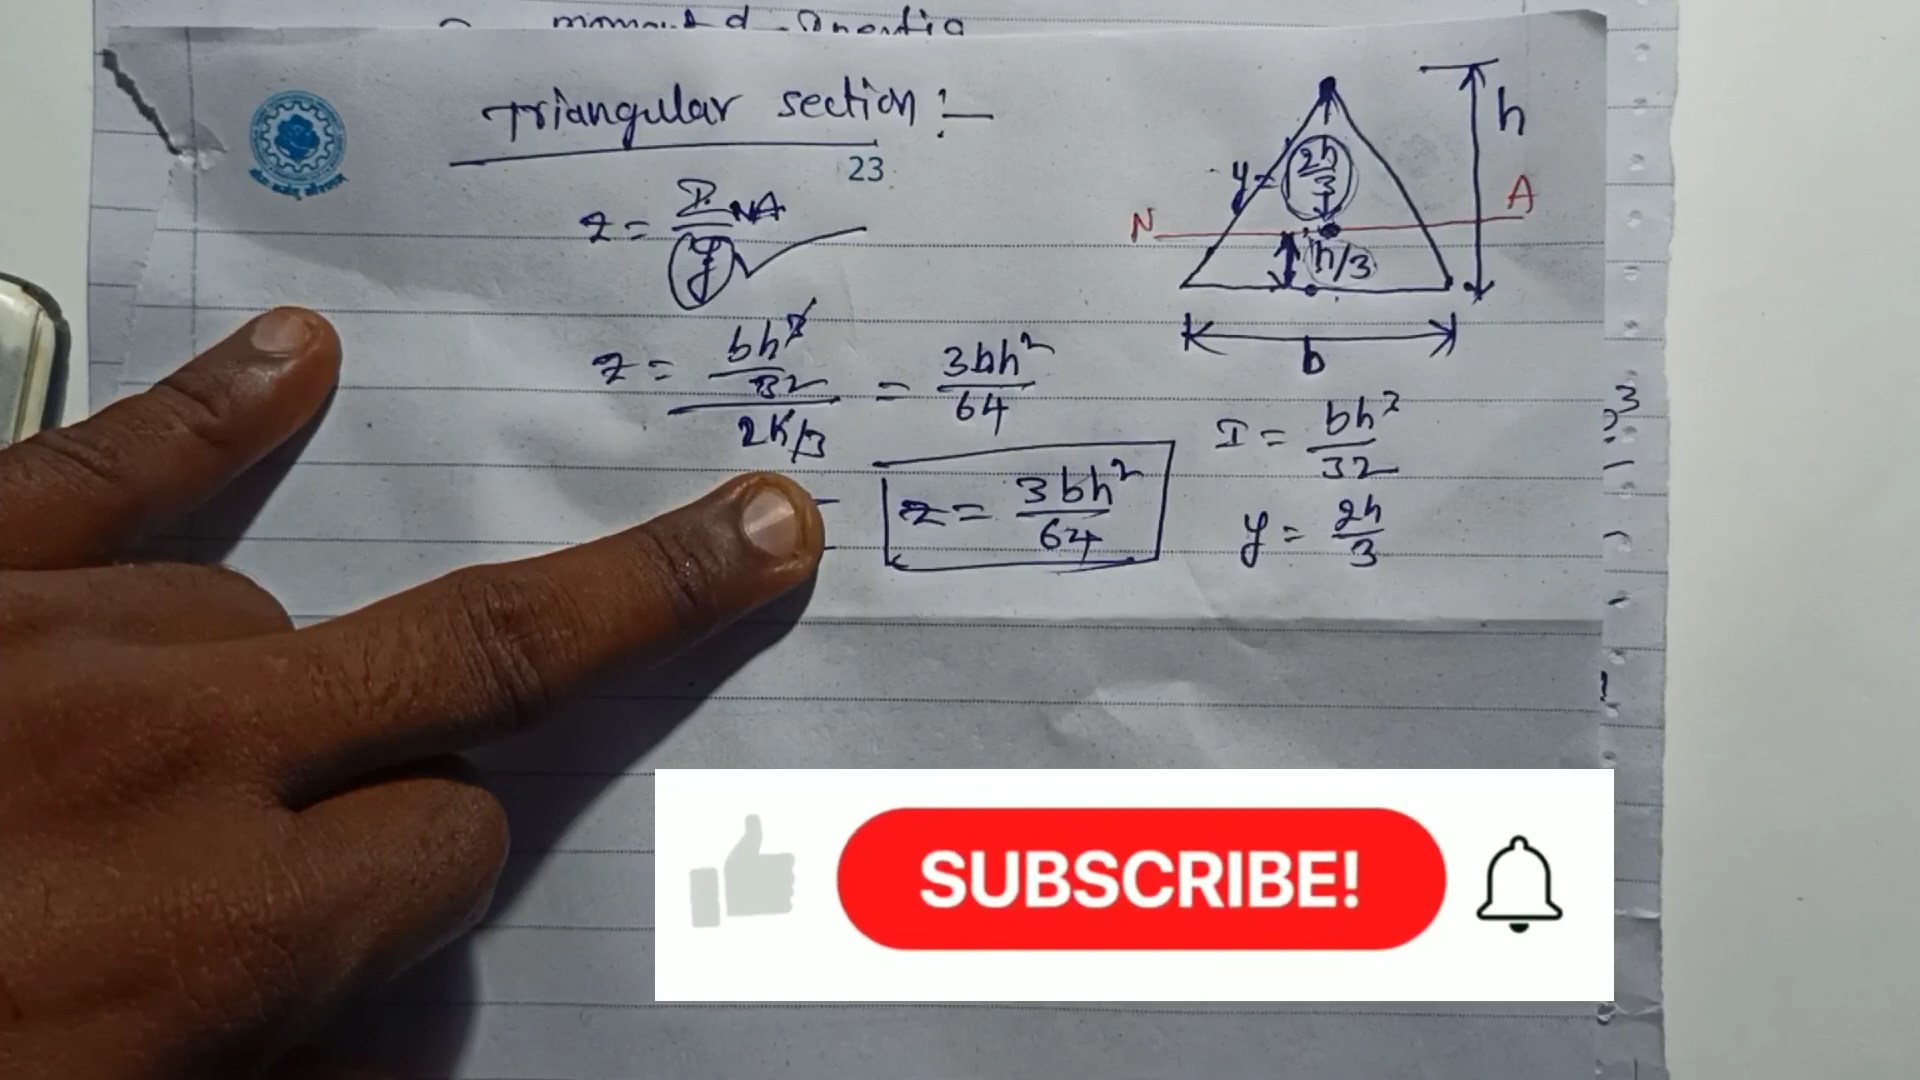 Triangular section :-
23
h
y = 2h/3
N A
h/3
b
z = I NA / y
z = bh³/32 / 2h/3 = 3bh²/64
I = bh³/32
z = 3bh²/64
y = 2h/3
SUBSCRIBE!